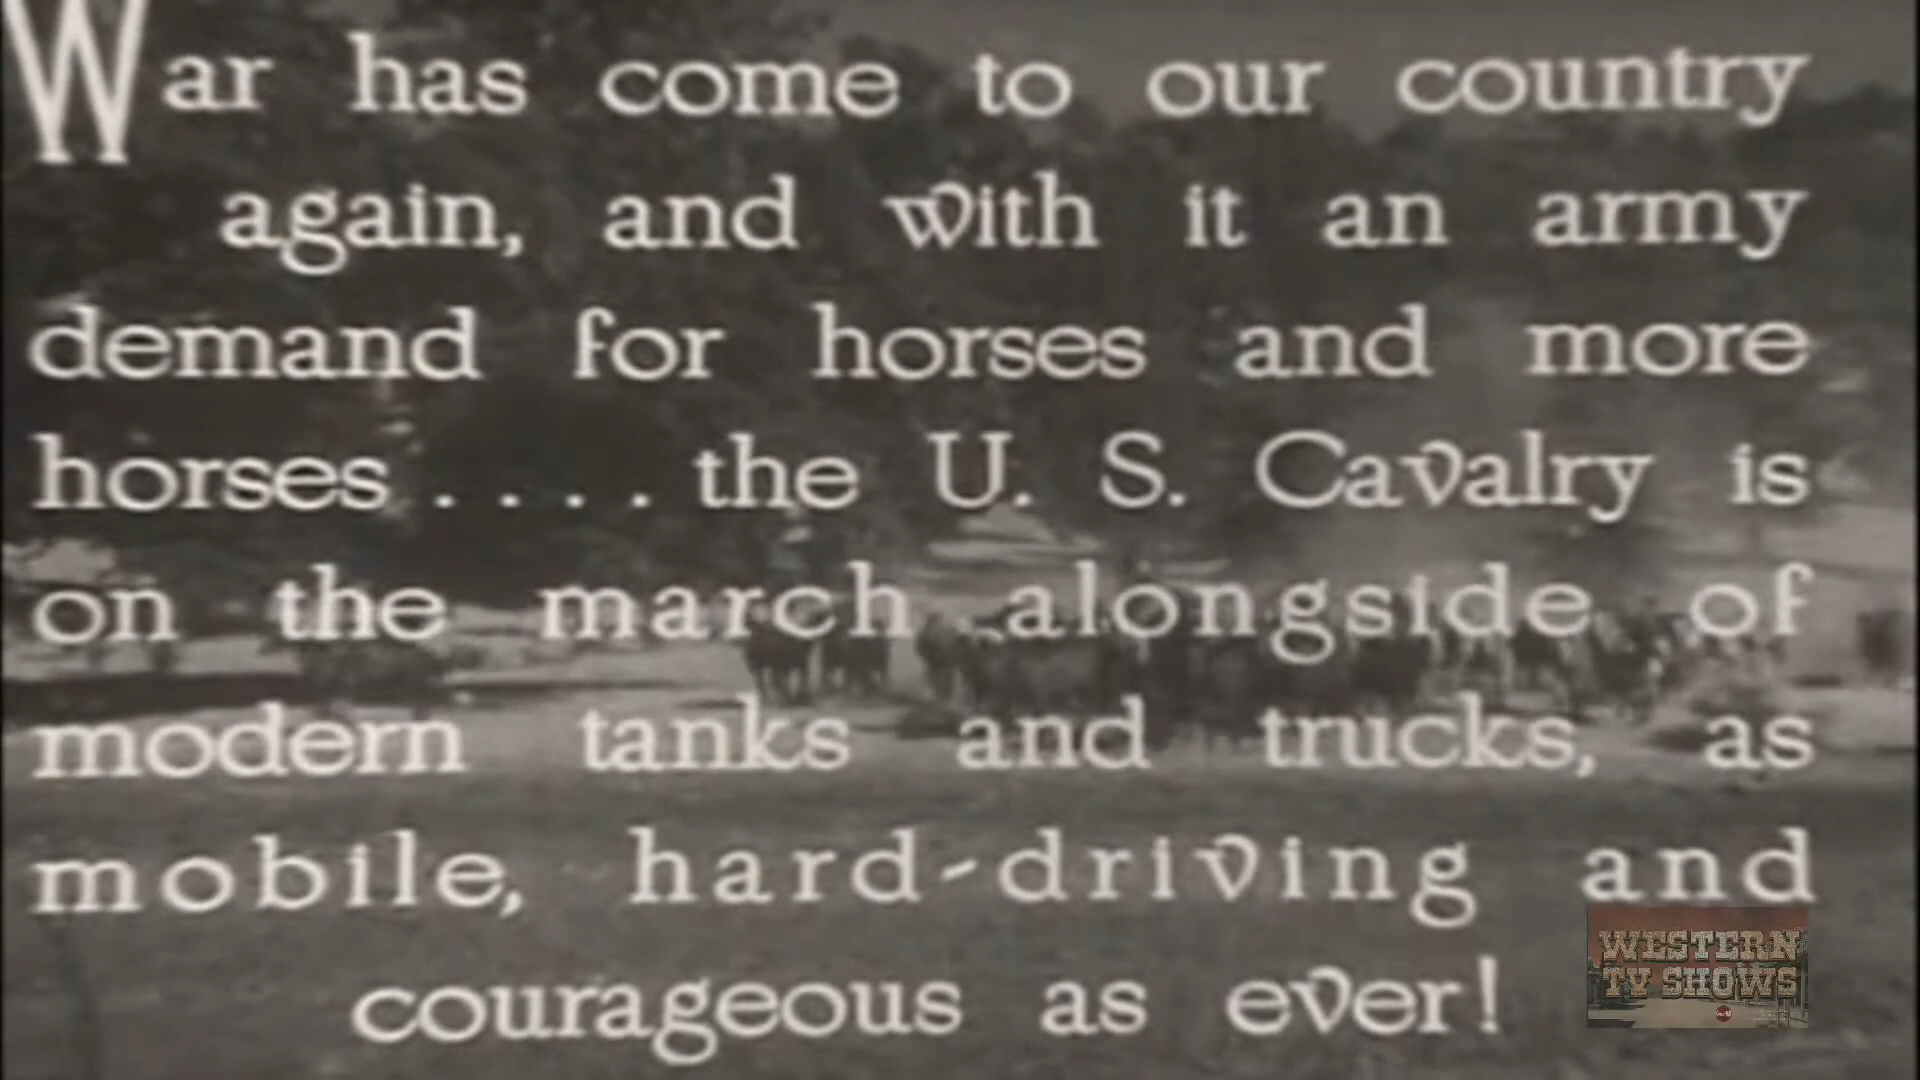 War has come to our country
again, and with it an army
demand for horses and more
horses.... the U. S. Cavalry is
on the march alongside of
modern tanks and trucks, as
mobile, hard-driving and
courageous as ever!
WESTERN
TV SHOWS